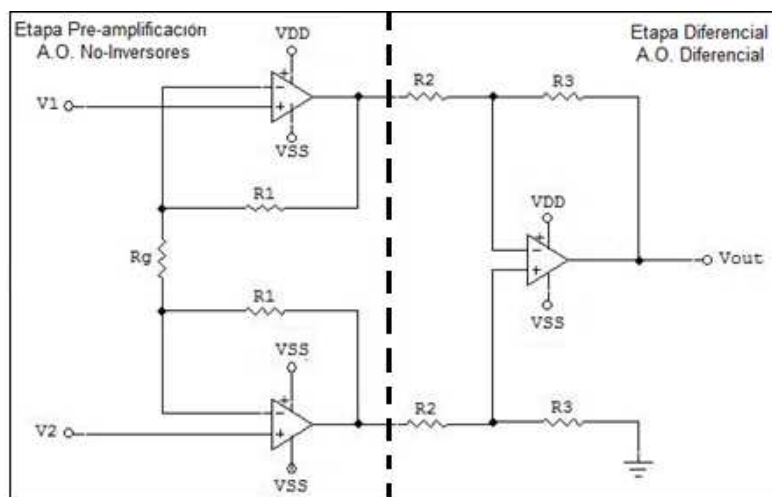 Etapa Pre-amplificación
A.O. No-Inversores
Etapa Diferencial
A.O. Diferencial
VDD
V1
VSS
R1
Rg
R1
VSS
V2
VSS
R2
R3
VDD
Vout
VSS
R2
R3